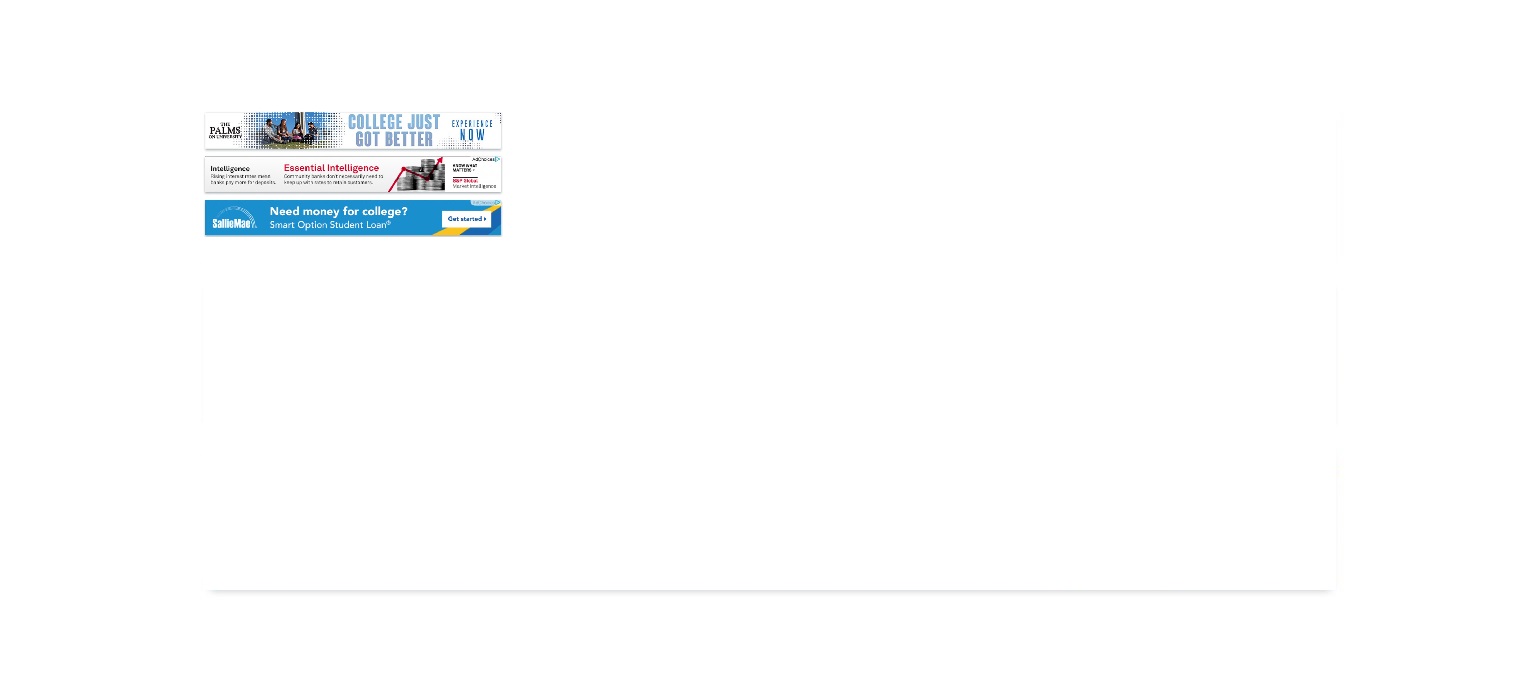 THE
PALMS
ON UNIVERSITY
COLLEGE JUST
GOT BETTER
EXPERIENCE
NOW
Intelligence
Rising interest rates mean
banks pay more for deposits.
Essential Intelligence
Community banks don't necessarily need to
keep up with rates to retain customers.
AdChoices
KNOW WHAT
MATTERS >
S&P Global
Market Intelligence
SallieMae
Need money for college?
Smart Option Student Loan®
Get started